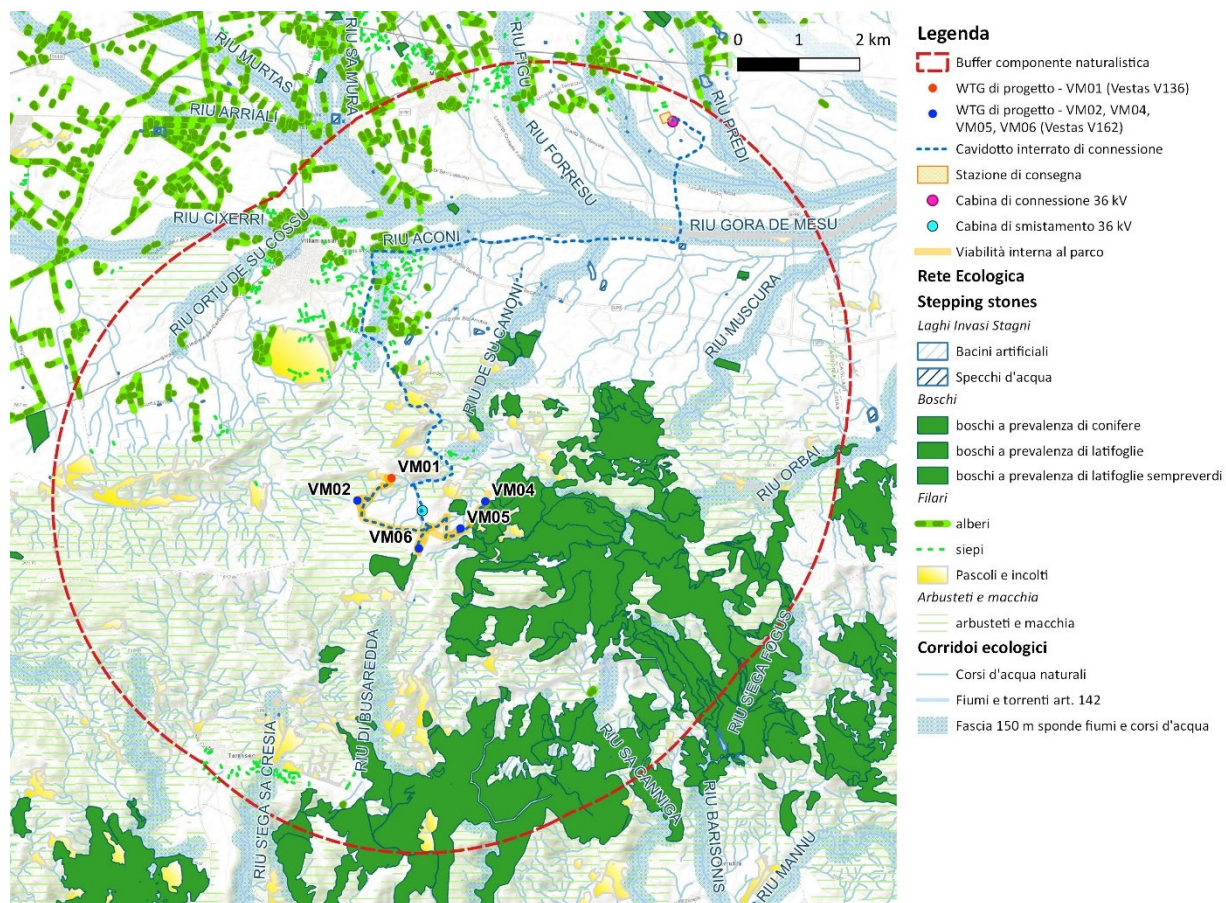 RIU MURTAS
RIU SA MURA
RIU FIGU
0 1 2 km
RIU ARRIALI
RIU PREDI
RIU FORRESU
RIU CIXERRI
RIU ACONI
RIU GORA DE MESU
RIU ORTU DE SU COSSU
RIU DE SU CANONI
RIU MUSCURA
VM01
VM02
VM04
VM05
VM06
RIU ORBAI
RIU DI BUSAREDDA
RIU S'EGA FOGUS
RIU S'EGA SA CRESIA
RIU SA CANNIGA
RIU BARISONIS
RIU MANNU
Legenda
Buffer componente naturalistica
WTG di progetto - VM01 (Vestas V136)
WTG di progetto - VM02, VM04,
VM05, VM06 (Vestas V162)
Cavidotto interrato di connessione
Stazione di consegna
Cabina di connessione 36 kV
Cabina di smistamento 36 kV
Viabilità interna al parco
Rete Ecologica
Stepping stones
Laghi Invasi Stagni
Bacini artificiali
Specchi d'acqua
Boschi
boschi a prevalenza di conifere
boschi a prevalenza di latifoglie
boschi a prevalenza di latifoglie sempreverdi
Filari
alberi
siepi
Pascoli e incolti
Arbusteti e macchia
arbusteti e macchia
Corridoi ecologici
Corsi d'acqua naturali
Fiumi e torrenti art. 142
Fascia 150 m sponde fiumi e corsi d'acqua